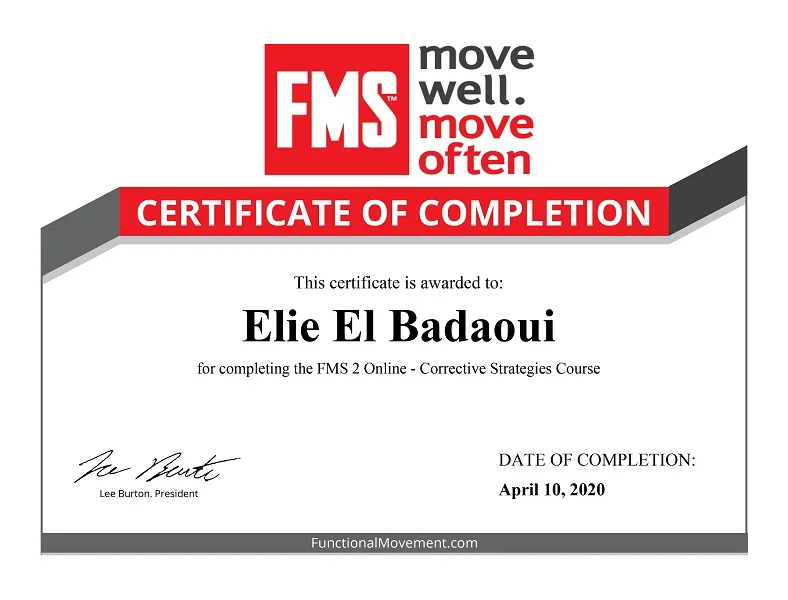 FMS™
move
well.
move
often
CERTIFICATE OF COMPLETION
This certificate is awarded to:
Elie El Badaoui
for completing the FMS 2 Online - Corrective Strategies Course
Lee Burton
Lee Burton. President
DATE OF COMPLETION:
April 10, 2020
FunctionalMovement.com